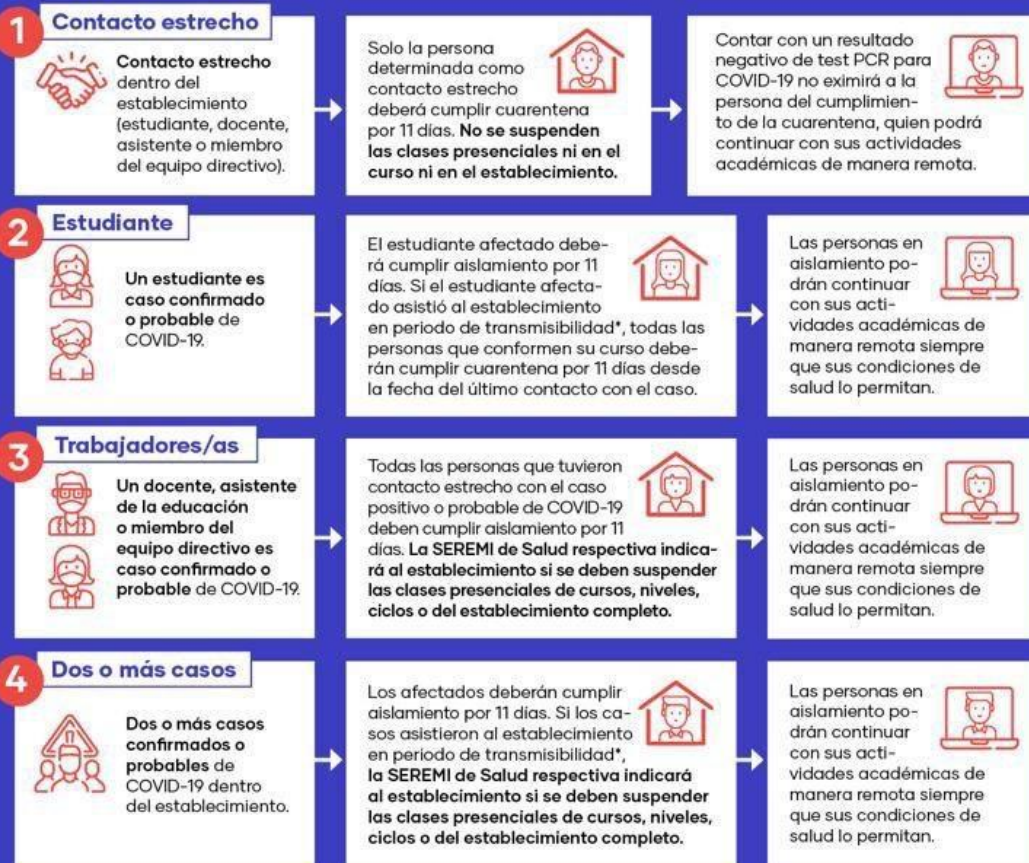 1
Contacto estrecho
Contacto estrecho
dentro del
establecimiento
(estudiante, docente,
asistente o miembro
del equipo directivo).
Solo la persona
determinada como
contacto estrecho
deberá cumplir cuarentena
por 11 días. No se suspenden
las clases presenciales ni en el
curso ni en el establecimiento.
Contar con un resultado
negativo de test PCR para
COVID-19 no eximirá a la
persona del cumplimien-
to de la cuarentena, quien podrá
continuar con sus actividades
académicas de manera remota.
2
Estudiante
Un estudiante es
caso confirmado
o probable de
COVID-19.
El estudiante afectado debe-
rá cumplir aislamiento por 11
días. Si el estudiante afecta-
do asistió al establecimiento
en periodo de transmisibilidad*, todas las
personas que conformen su curso debe-
rán cumplir cuarentena por 11 días desde
la fecha del último contacto con el caso.
Las personas en
aislamiento po-
drán continuar
con sus acti-
vidades académicas de
manera remota siempre
que sus condiciones de
salud lo permitan.
3
Trabajadores/as
Un docente, asistente
de la educación
o miembro del
equipo directivo es
caso confirmado o
probable de COVID-19.
Todas las personas que tuvieron
contacto estrecho con el caso
positivo o probable de COVID-19
deben cumplir aislamiento por 11
días. La SEREMI de Salud respectiva indica-
rá al establecimiento si se deben suspender
las clases presenciales de cursos, niveles,
ciclos o del establecimiento completo.
Las personas en
aislamiento po-
drán continuar
con sus acti-
vidades académicas de
manera remota siempre
que sus condiciones de
salud lo permitan.
4
Dos o más casos
Dos o más casos
confirmados o
probables de
COVID-19 dentro
del establecimiento.
Los afectados deberán cumplir
aislamiento por 11 días. Si los ca-
sos asistieron al establecimiento
en periodo de transmisibilidad*,
la SEREMI de Salud respectiva indicará
al establecimiento si se deben suspender
las clases presenciales de cursos, niveles,
ciclos o del establecimiento completo.
Las personas en
aislamiento po-
drán continuar
con sus acti-
vidades académicas de
manera remota siempre
que sus condiciones de
salud lo permitan.